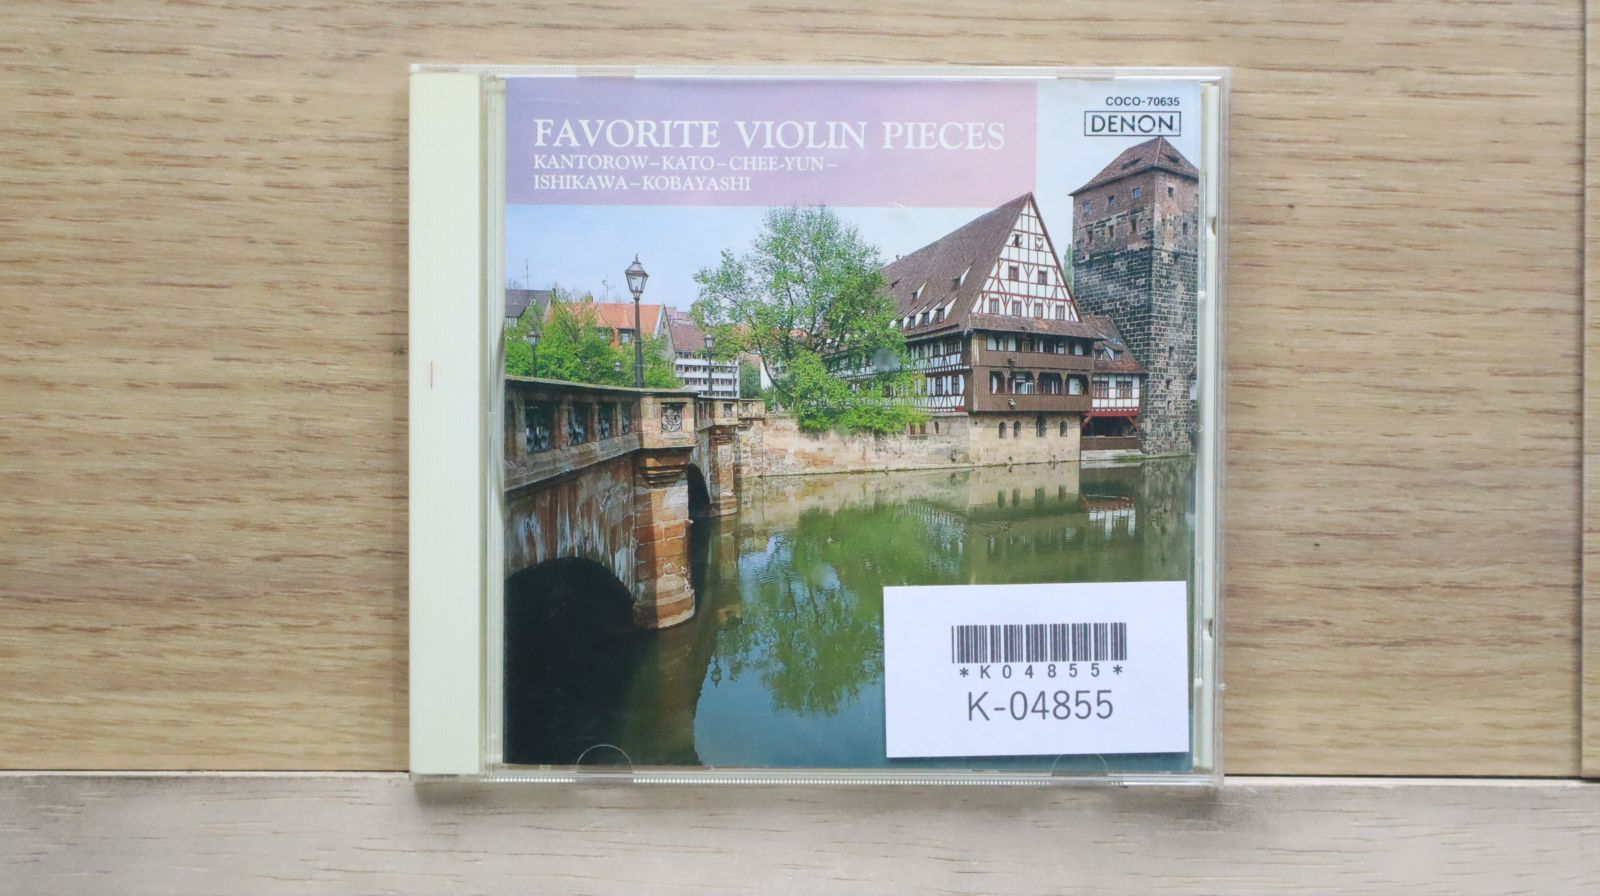 FAVORITE VIOLIN PIECES
KANTOROW–KATO–CHEE-YUN–
ISHIKAWA–KOBAYASHI
COCO-70635
DENON
*K04855*
K-04855